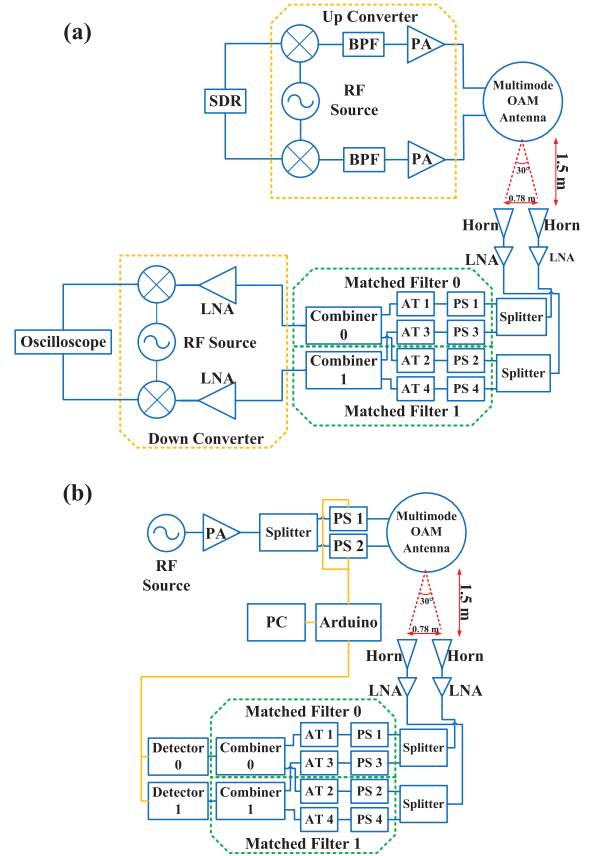 (a)
Up Converter
BPF
PA
SDR
RF
Source
BPF
PA
Multimode
OAM
Antenna
30°
0.78 m
1.5 m
Horn
Horn
LNA
LNA
Matched Filter 0
Combiner
0
AT 1
PS 1
AT 3
PS 3
Splitter
Combiner
1
AT 2
PS 2
AT 4
PS 4
Splitter
Matched Filter 1
LNA
Oscilloscope
RF Source
LNA
Down Converter
(b)
RF
Source
PA
Splitter
PS 1
PS 2
Multimode
OAM
Antenna
30°
0.78 m
1.5 m
PC
Arduino
Horn
Horn
LNA
LNA
Matched Filter 0
Detector
0
Combiner
0
AT 1
PS 1
AT 3
PS 3
Splitter
Detector
1
Combiner
1
AT 2
PS 2
AT 4
PS 4
Splitter
Matched Filter 1